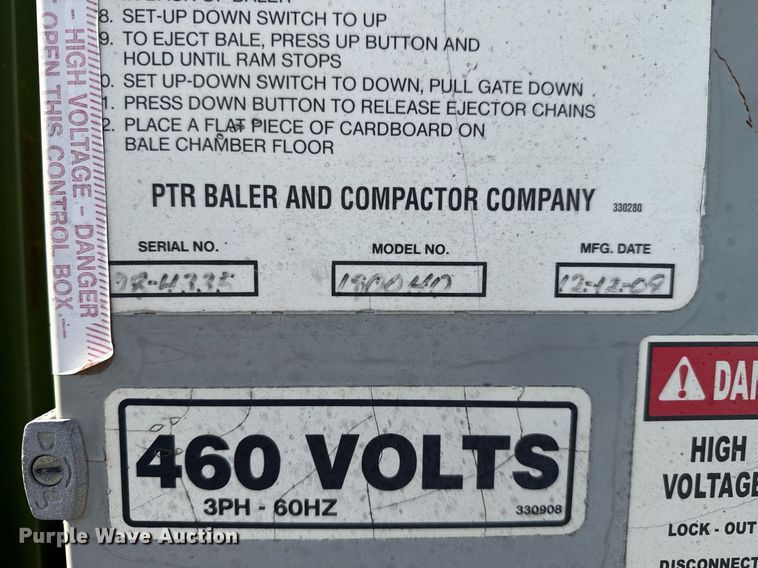 8. SET-UP DOWN SWITCH TO UP
9. TO EJECT BALE, PRESS UP BUTTON AND
HOLD UNTIL RAM STOPS
0. SET UP-DOWN SWITCH TO DOWN, PULL GATE DOWN
1. PRESS DOWN BUTTON TO RELEASE EJECTOR CHAINS
2. PLACE A FLAT PIECE OF CARDBOARD ON
BALE CHAMBER FLOOR
PTR BALER AND COMPACTOR COMPANY 330280
SERIAL NO. MODEL NO. MFG. DATE
98-4335 1800HD 12-12-09
- HIGH VOLTAGE - DANGER
OPEN THIS CONTROL BOX.
460 VOLTS
3PH - 60HZ 330908
DAN
HIGH
VOLTAGE
LOCK - OUT
DISCONNECT
Purple Wave Auction